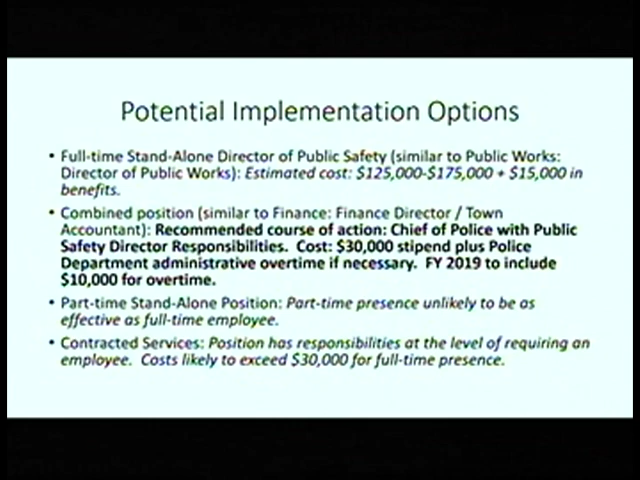 Potential Implementation Options
• Full-time Stand-Alone Director of Public Safety (similar to Public Works:
Director of Public Works): Estimated cost: $125,000-$175,000 + $15,000 in
benefits.
• Combined position (similar to Finance: Finance Director / Town
Accountant): Recommended course of action: Chief of Police with Public
Safety Director Responsibilities. Cost: $30,000 stipend plus Police
Department administrative overtime if necessary. FY 2019 to include
$10,000 for overtime.
• Part-time Stand-Alone Position: Part-time presence unlikely to be as
effective as full-time employee.
• Contracted Services: Position has responsibilities at the level of requiring an
employee. Costs likely to exceed $30,000 for full-time presence.